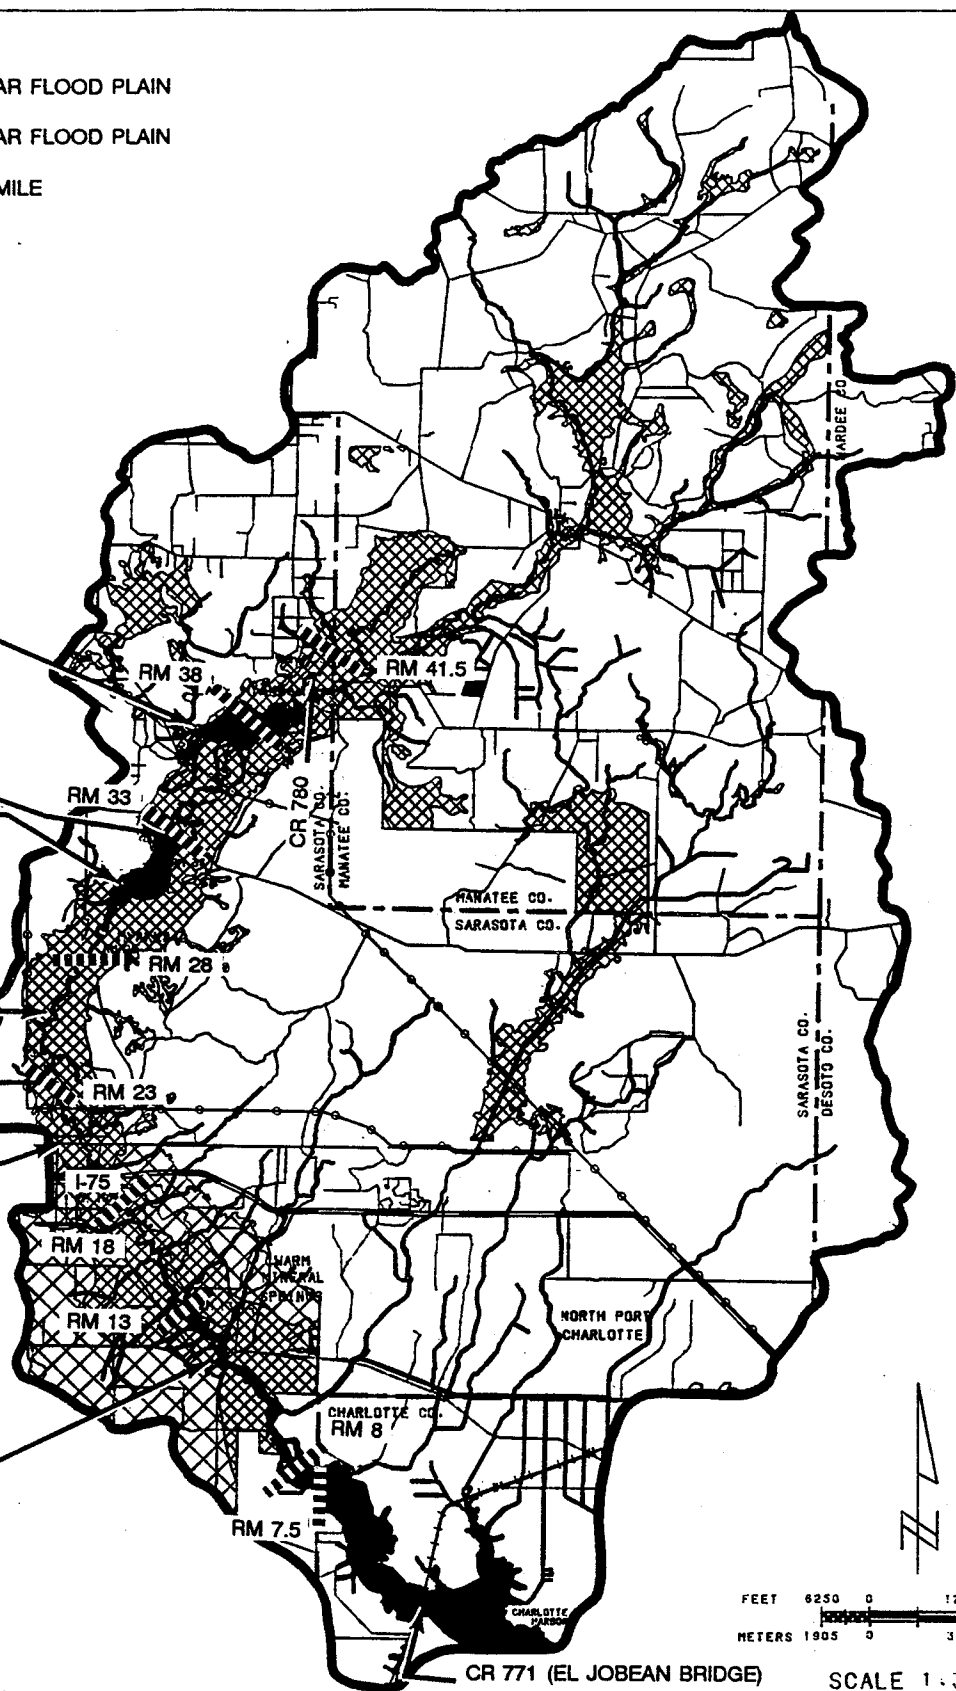 AR FLOOD PLAIN
AR FLOOD PLAIN
MILE
HARDEE CO.
RM 38
RM 41.5
RM 33
CR 780
SARASOTA CO.
MANATEE CO.
MANATEE CO.
SARASOTA CO.
RM 28
SARASOTA CO.
DESOTO CO.
RM 23
I-75
RM 18
WARM
MINERAL
SPRINGS
RM 13
NORTH PORT
CHARLOTTE
CHARLOTTE CO.
RM 8
RM 7.5
CHARLOTTE
HARBOR
FEET 6250 0
METERS 1905 0
CR 771 (EL JOBEAN BRIDGE)
SCALE 1: